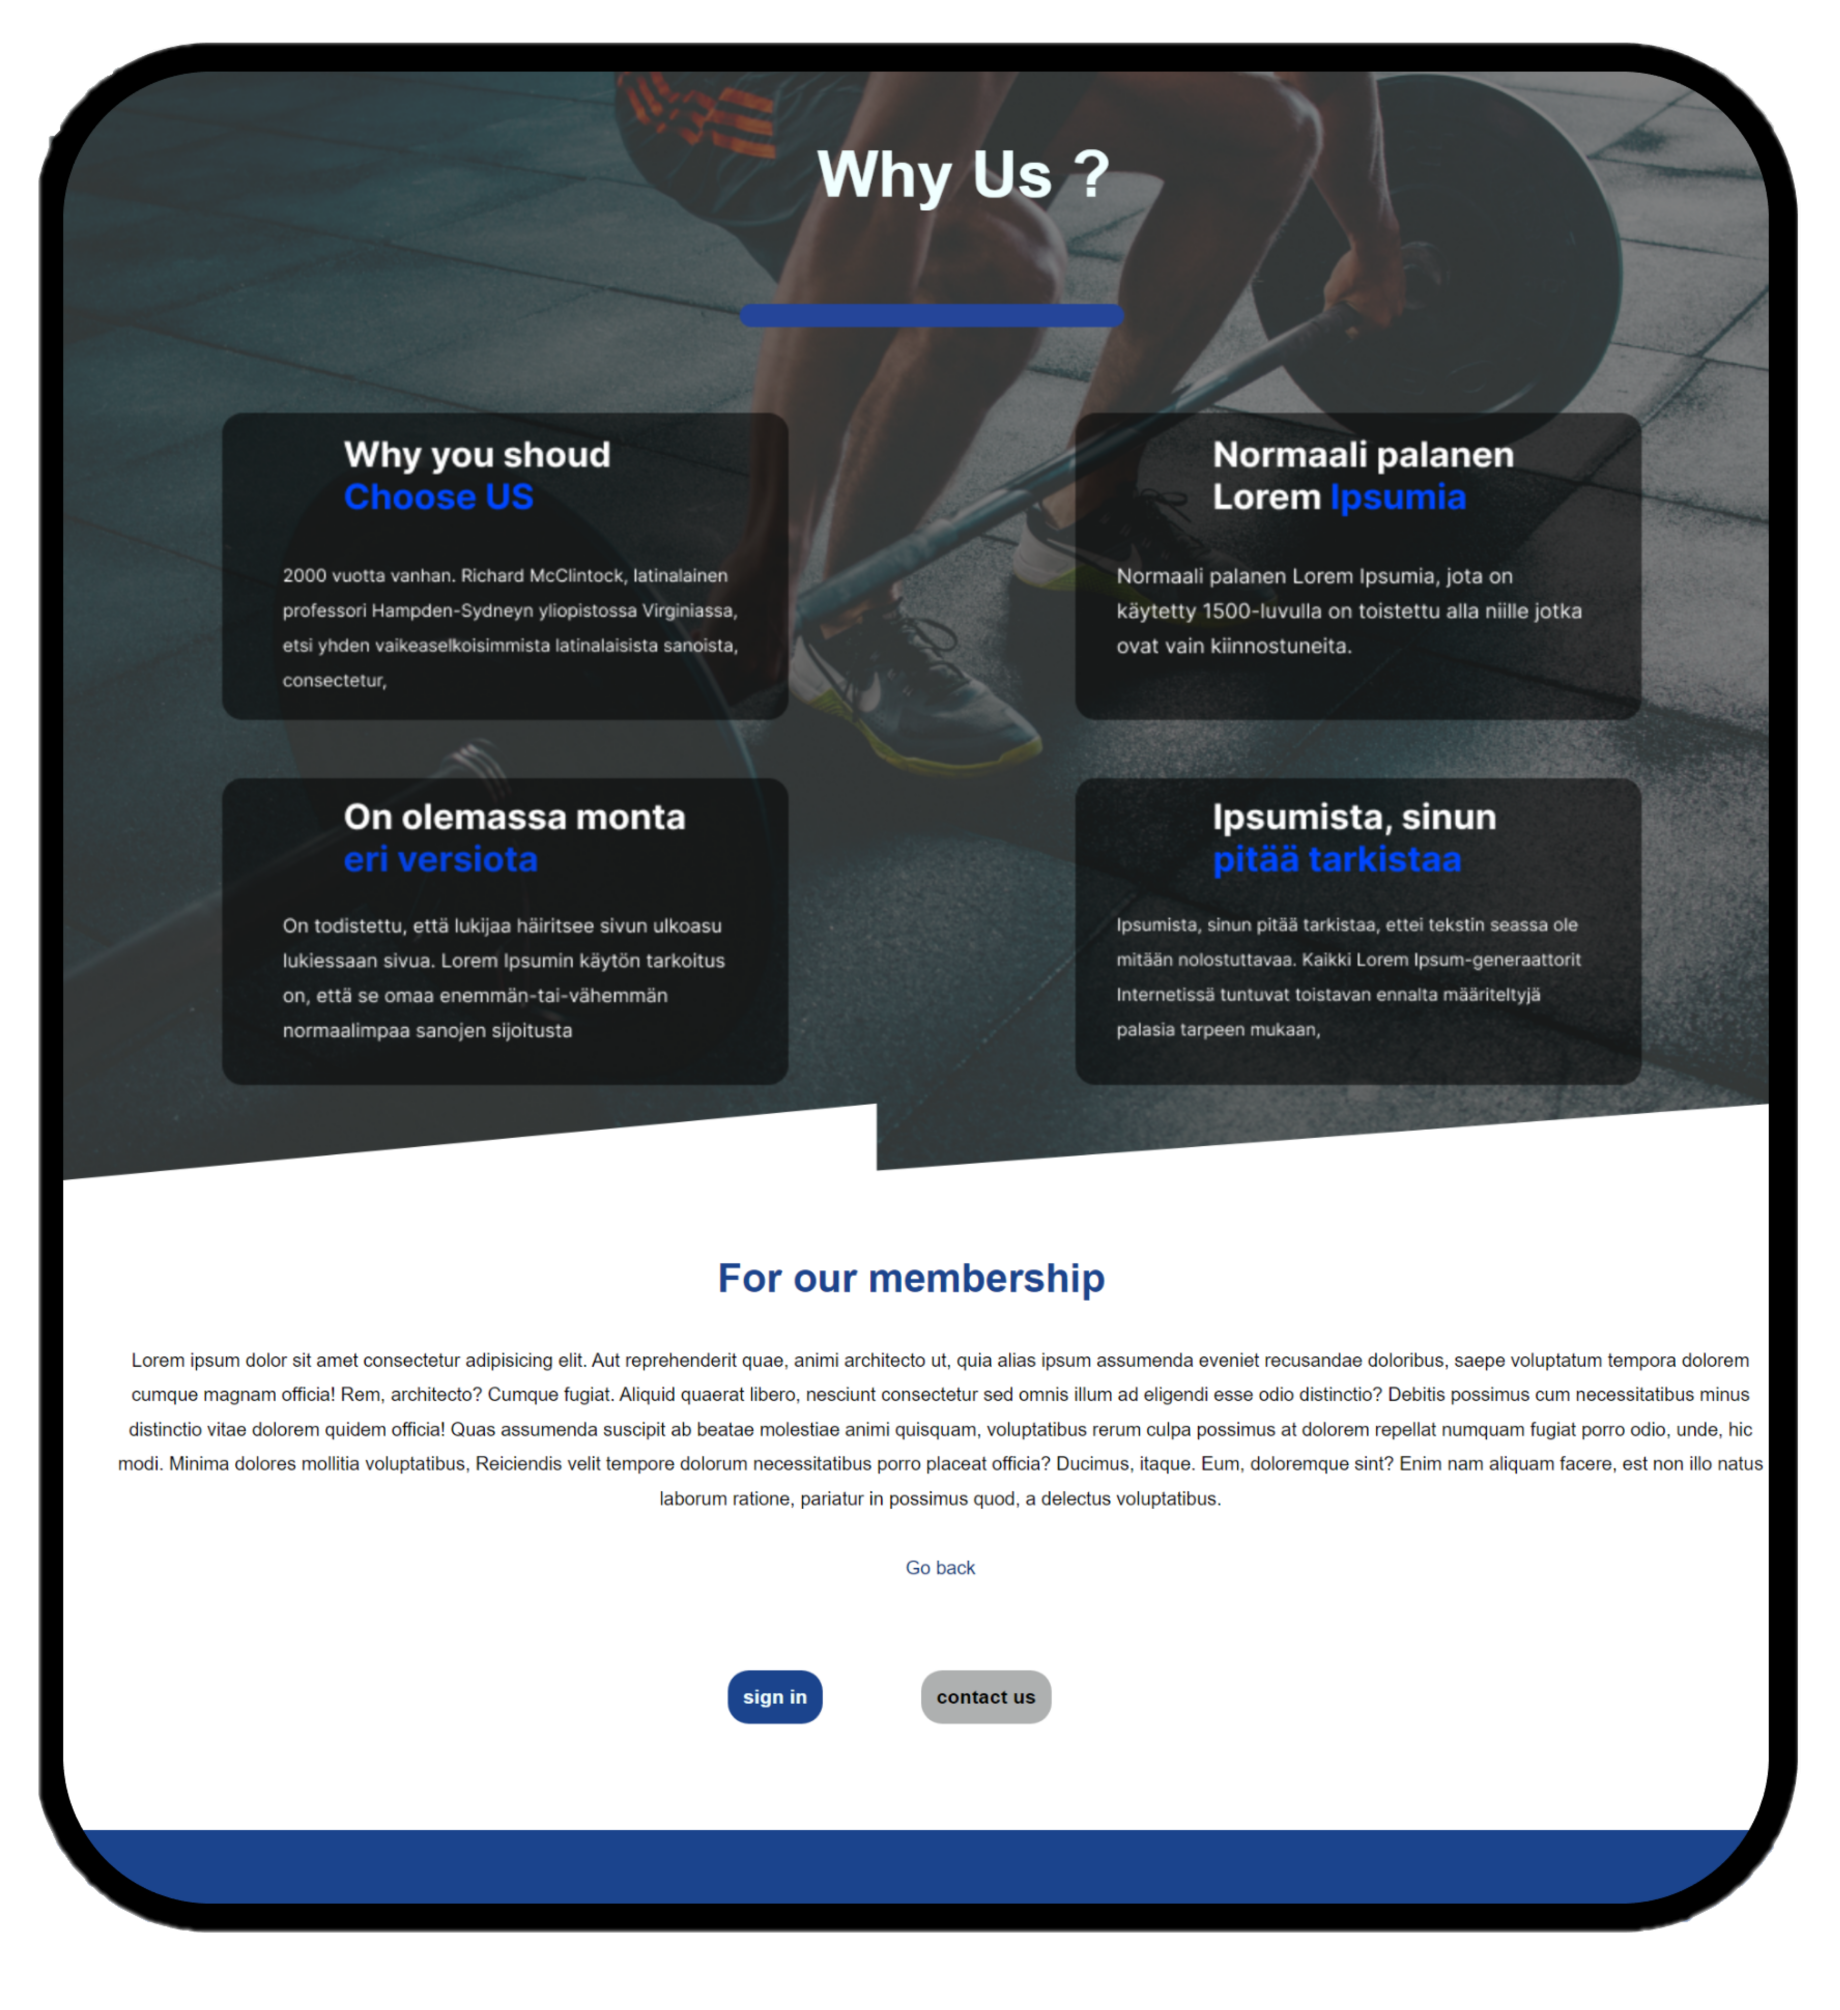 Why Us ?
Why you shoud
Choose US
2000 vuotta vanhan. Richard McClintock, latinalainen
professori Hampden-Sydneyn yliopistossa Virginiassa,
etsi yhden vaikeaselkoisimmista latinalaisista sanoista,
consectetur,
Normaali palanen
Lorem Ipsumia
Normaali palanen Lorem Ipsumia, jota on
käytetty 1500-luvulla on toistettu alla niille jotka
ovat vain kiinnostuneita.
On olemassa monta
eri versiota
On todistettu, että lukijaa häiritsee sivun ulkoasu
lukiessaan sivua. Lorem Ipsumin käytön tarkoitus
on, että se omaa enemmän-tai-vähemmän
normaalimpaa sanojen sijoitusta
Ipsumista, sinun
pitää tarkistaa
Ipsumista, sinun pitää tarkistaa, ettei tekstin seassa ole
mitään nolostuttavaa. Kaikki Lorem Ipsum-generaattorit
Internetissä tuntuvat toistavan ennalta määriteltyjä
palasia tarpeen mukaan,
For our membership
Lorem ipsum dolor sit amet consectetur adipisicing elit. Aut reprehenderit quae, animi architecto ut, quia alias ipsum assumenda eveniet recusandae doloribus, saepe voluptatum tempora dolorem
cumque magnam officia! Rem, architecto? Cumque fugiat. Aliquid quaerat libero, nesciunt consectetur sed omnis illum ad eligendi esse odio distinctio? Debitis possimus cum necessitatibus minus
distinctio vitae dolorem quidem officia! Quas assumenda suscipit ab beatae molestiae animi quisquam, voluptatibus rerum culpa possimus at dolorem repellat numquam fugiat porro odio, unde, hic
modi. Minima dolores mollitia voluptatibus, Reiciendis velit tempore dolorum necessitatibus porro placeat officia? Ducimus, itaque. Eum, doloremque sint? Enim nam aliquam facere, est non illo natus
laborum ratione, pariatur in possimus quod, a delectus voluptatibus.
Go back
sign in
contact us